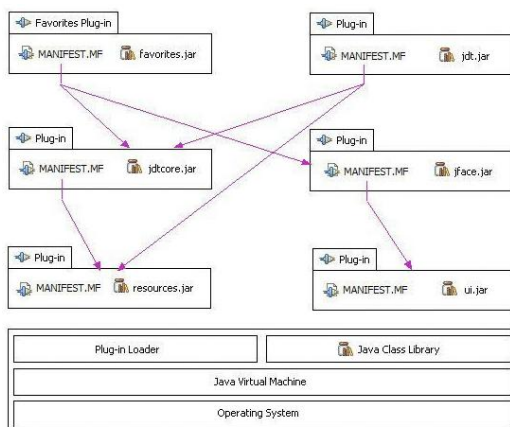 Favorites Plug-in
MANIFEST.MF favorites.jar
Plug-in
MANIFEST.MF jdt.jar
Plug-in
MANIFEST.MF jdtcore.jar
Plug-in
MANIFEST.MF jface.jar
Plug-in
MANIFEST.MF resources.jar
Plug-in
MANIFEST.MF ui.jar
Plug-in Loader
Java Class Library
Java Virtual Machine
Operating System